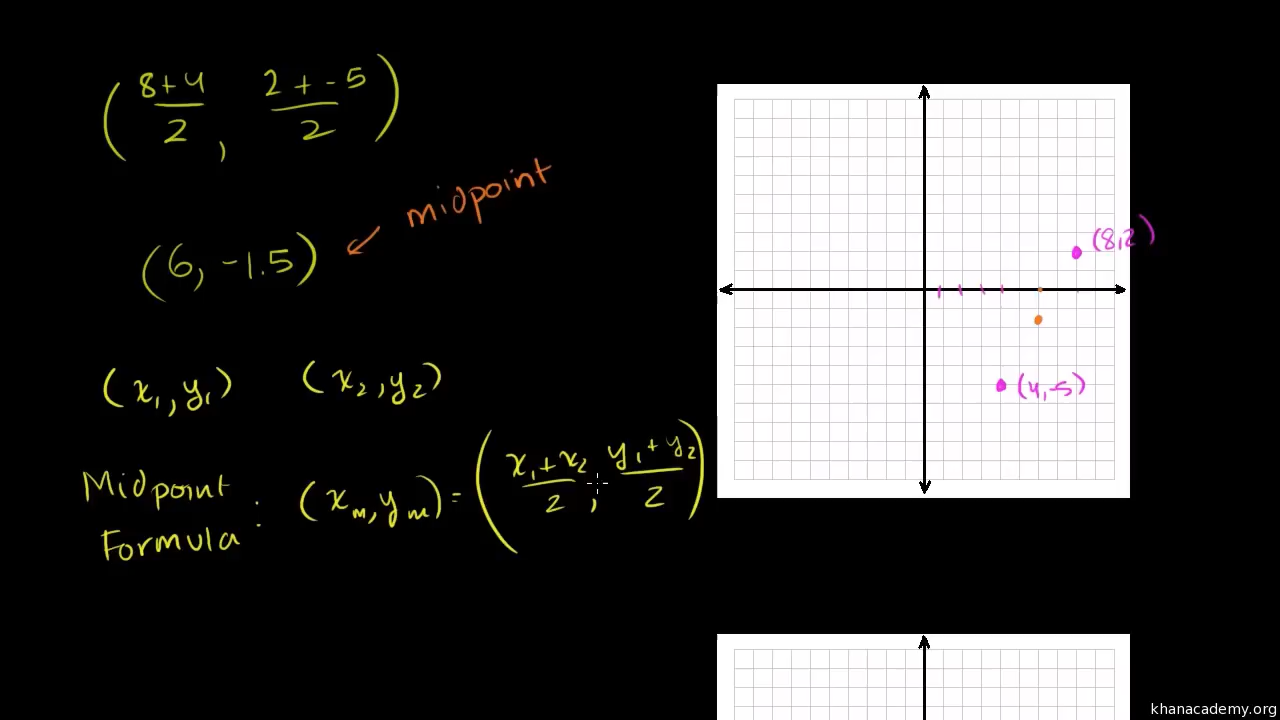 (8+4/2, 2+-5/2)
midpoint
(6, -1.5)
(8,2)
(x₁, y₁) (x₂, y₂)
(4,-5)
Midpoint Formula: (xₘ, yₘ) = (x₁+x₂/2, y₁+y₂/2)
khanacademy.org